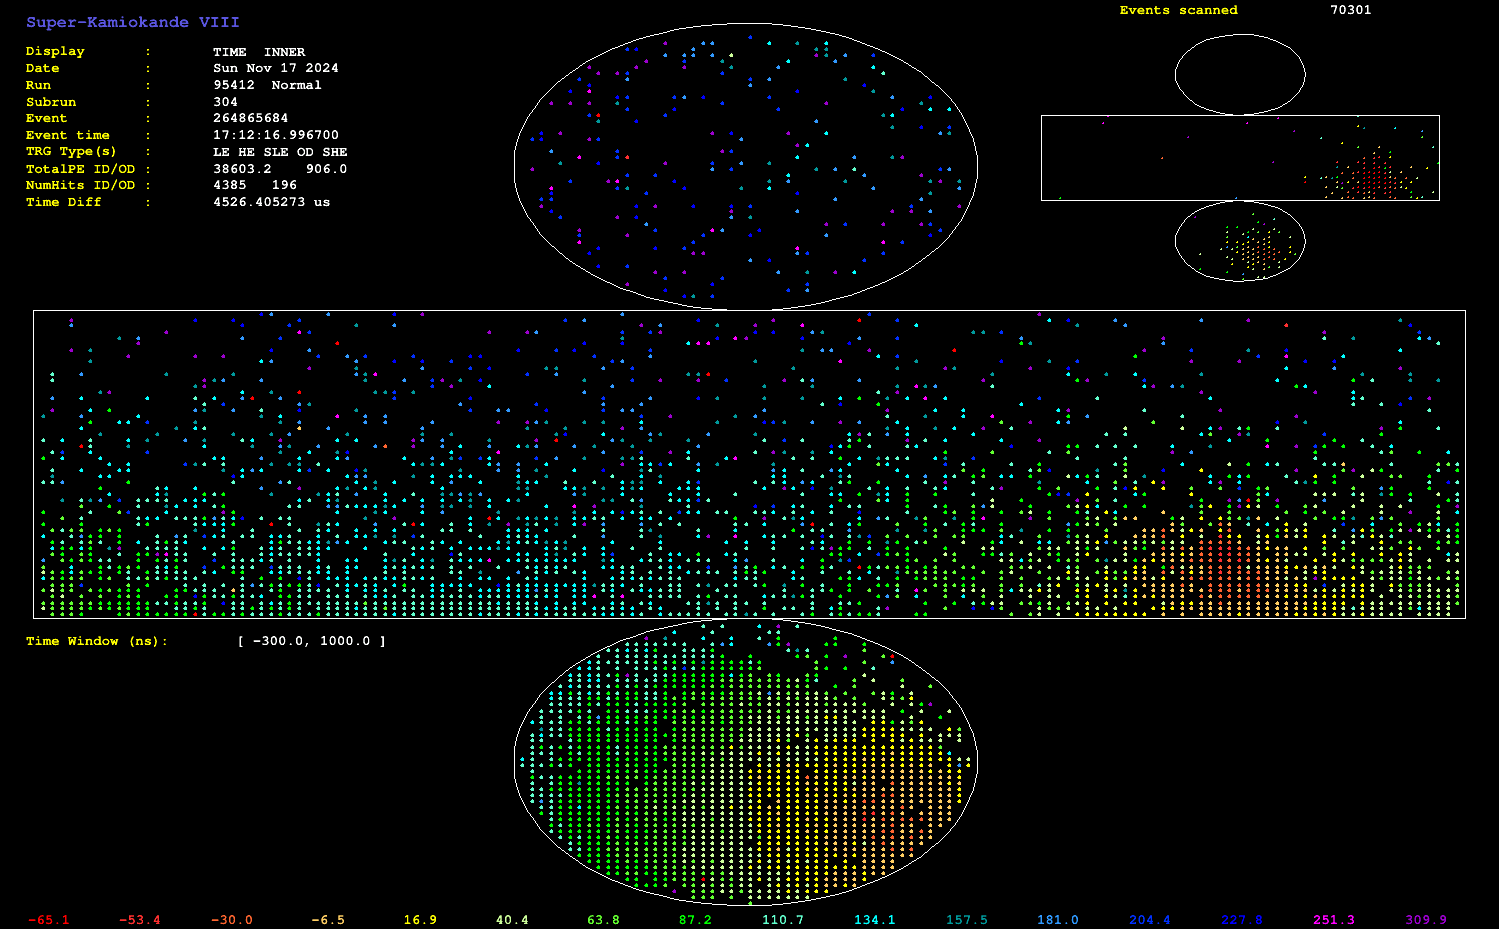 Super-Kamiokande VIII
Events scanned 70301
Display : TIME INNER
Date : Sun Nov 17 2024
Run : 95412 Normal
Subrun : 304
Event : 264865684
Event time : 17:12:16.996700
TRG Type(s) : LE HE SLE OD SHE
TotalPE ID/OD : 38603.2 906.0
NumHits ID/OD : 4385 196
Time Diff : 4526.405273 us
Time Window (ns): [ -300.0, 1000.0 ]
-65.1 -53.4 -30.0 -6.5 16.9 40.4 63.8 87.2 110.7 134.1 157.5 181.0 204.4 227.8 251.3 309.9